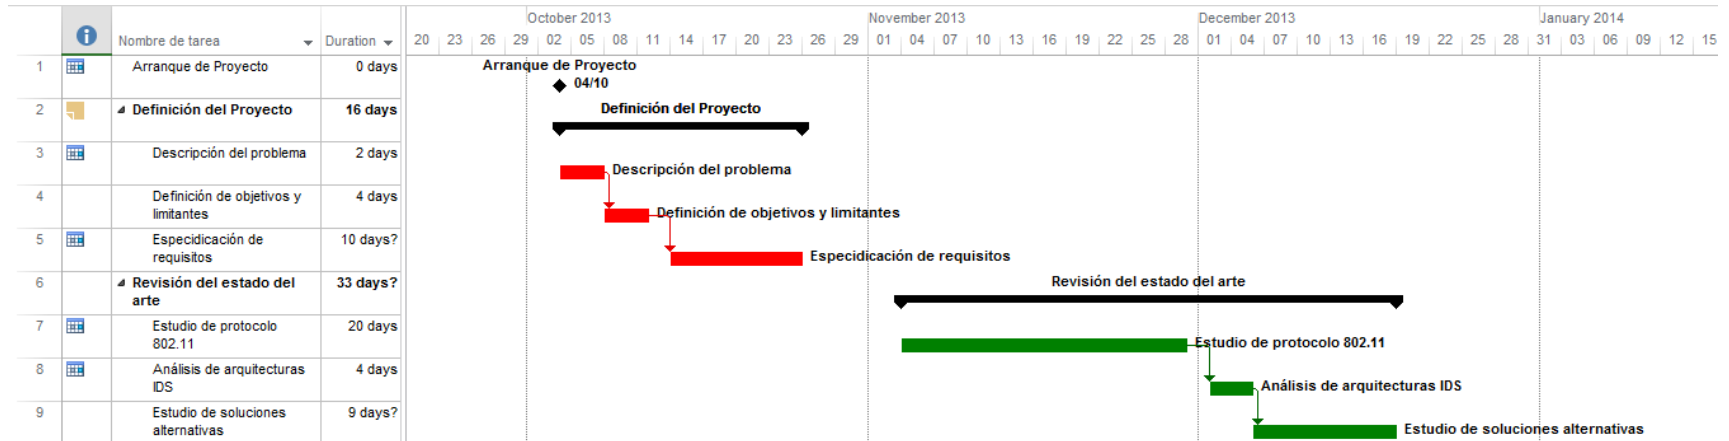 October 2013 November 2013 December 2013 January 2014
Nombre de tarea Duration 20 23 26 29 02 05 08 11 14 17 20 23 26 29 01 04 07 10 13 16 19 22 25 28 01 04 07 10 13 16 19 22 25 28 31 03 06 09 12 15
1 Arranque de Proyecto 0 days Arranque de Proyecto
04/10
2 Definición del Proyecto 16 days Definición del Proyecto
3 Descripción del problema 2 days Descripción del problema
4 Definición de objetivos y 4 days
limitantes Definición de objetivos y limitantes
5 Especidicación de 10 days?
requisitos Especidicación de requisitos
6 Revisión del estado del 33 days? Revisión del estado del arte
arte
7 Estudio de protocolo 20 days
802.11 Estudio de protocolo 802.11
8 Análisis de arquitecturas 4 days
IDS Análisis de arquitecturas IDS
9 Estudio de soluciones 9 days?
alternativas Estudio de soluciones alternativas